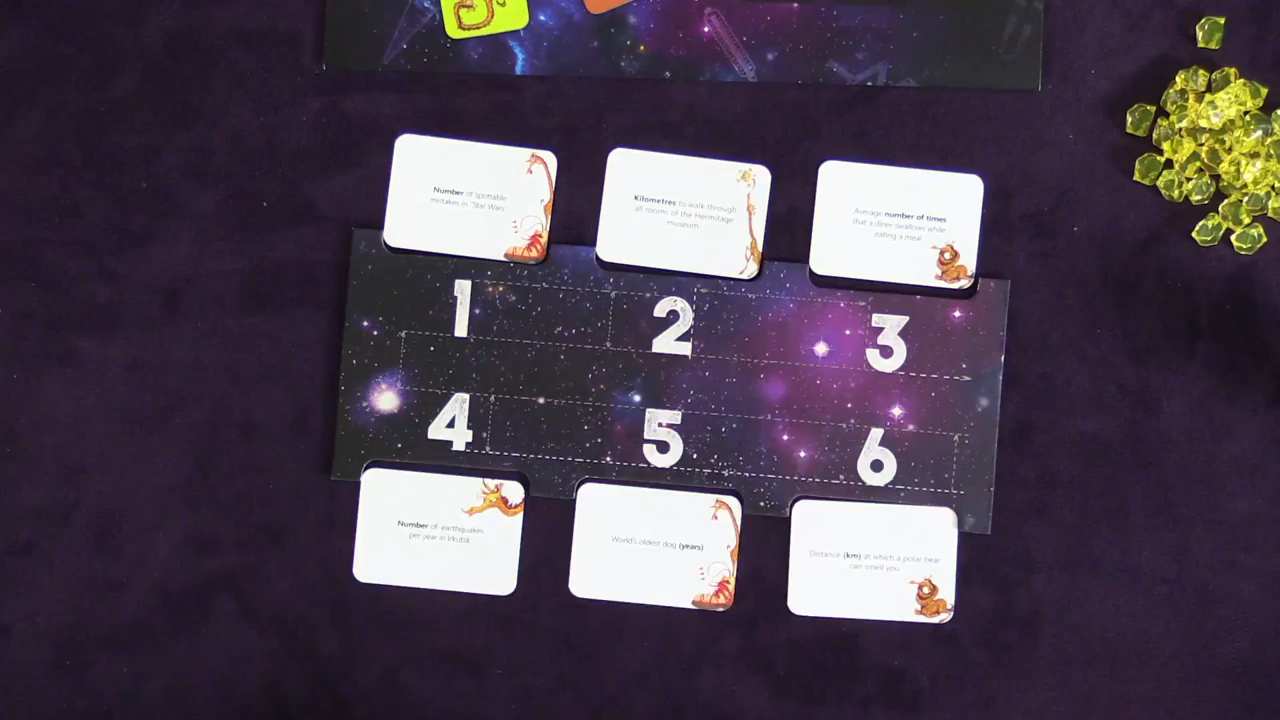 Number of spottable
mistakes in "Star Wars"
Kilometres to walk through
all rooms of the Hermitage
museum
Average number of times
that a diner swallows while
eating a meal
1
2
3
4
5
6
Number of earthquakes
per year in Irkutsk
World's oldest dog (years)
Distance (km) at which a polar bear
can smell you